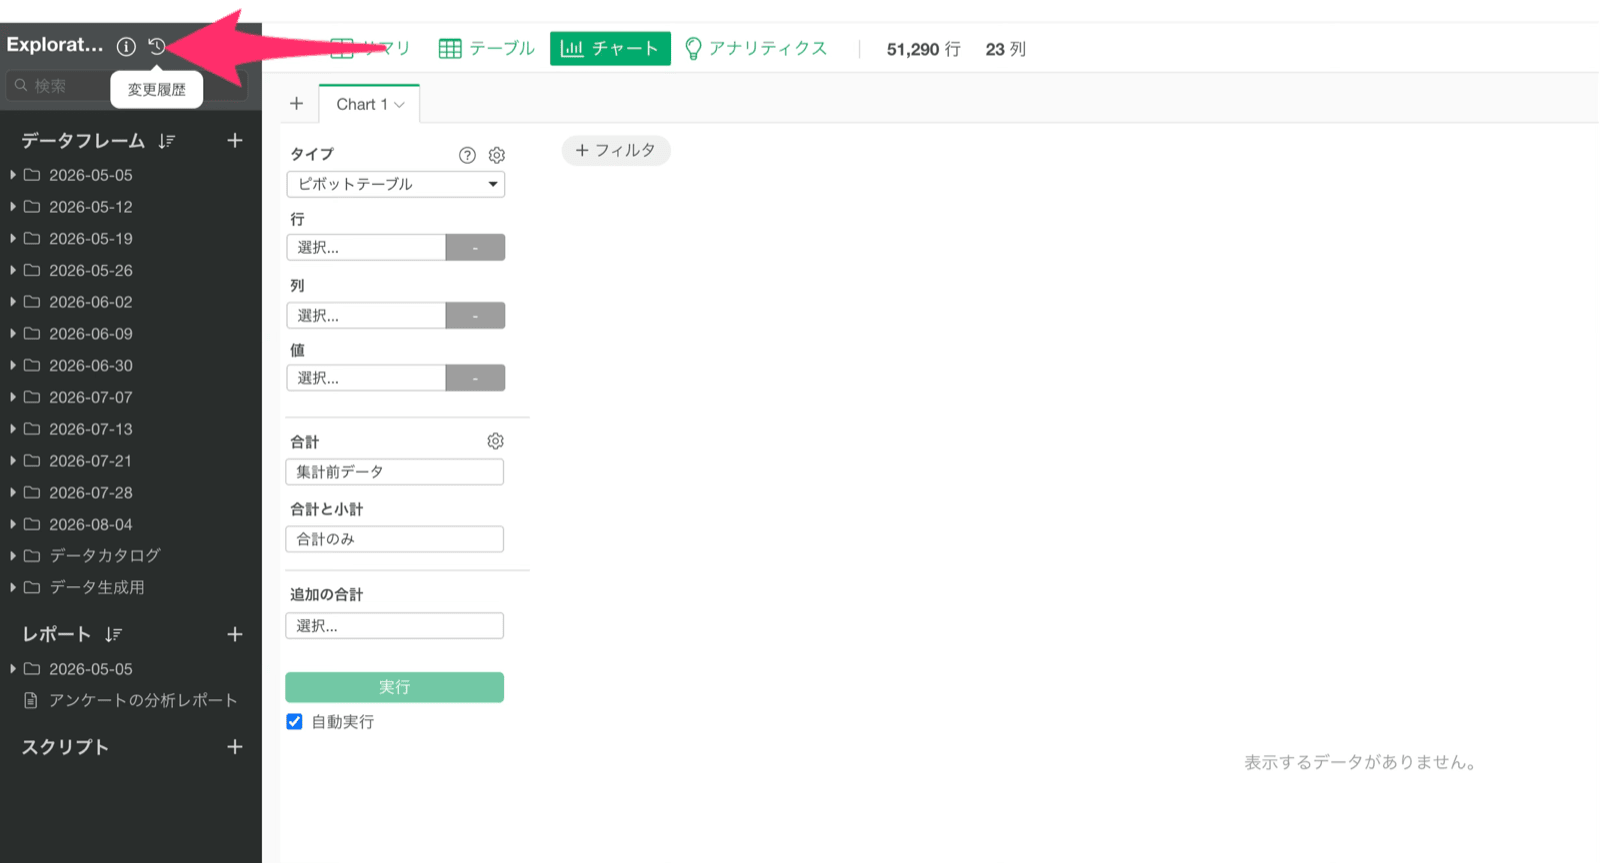 Explorat...
検索
変更履歴
データフレーム
2026-05-05
2026-05-12
2026-05-19
2026-05-26
2026-06-02
2026-06-09
2026-06-30
2026-07-07
2026-07-13
2026-07-21
2026-07-28
2026-08-04
データカタログ
データ生成用
レポート
2026-05-05
アンケートの分析レポート
スクリプト
マリ
テーブル
チャート
アナリティクス
51,290 行
23 列
Chart 1
タイプ
ピボットテーブル
行
選択...
-
列
選択...
-
値
選択...
-
合計
集計前データ
合計と小計
合計のみ
追加の合計
選択...
実行
自動実行
+ フィルタ
表示するデータがありません。